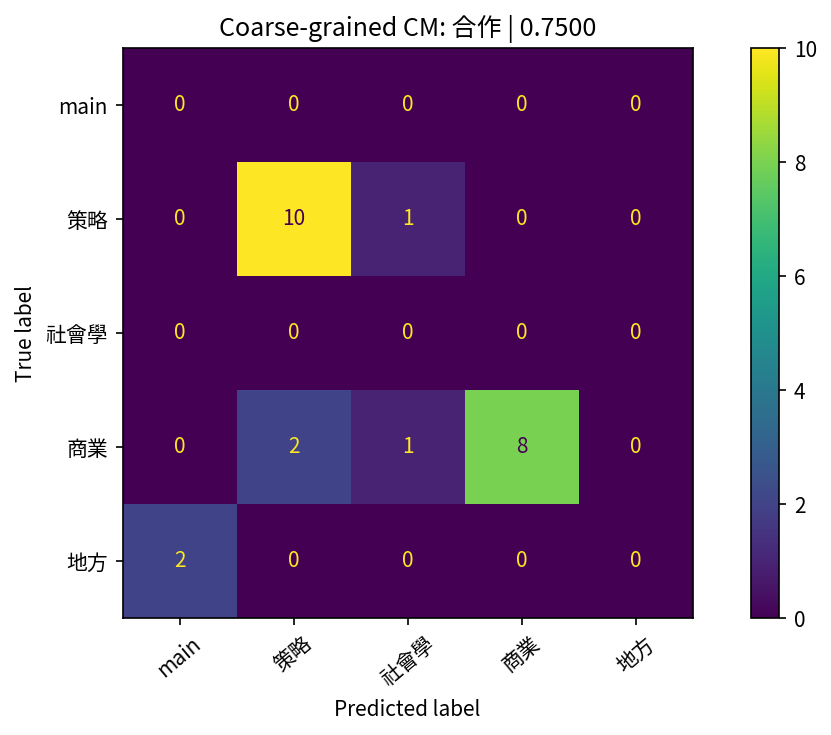 Coarse-grained CM: 合作 | 0.7500
True label
main 0 0 0 0 0
策略 0 10 1 0 0
社會學 0 0 0 0 0
商業 0 2 1 8 0
地方 2 0 0 0 0
main 策略 社會學 商業 地方
Predicted label
10
8
6
4
2
0